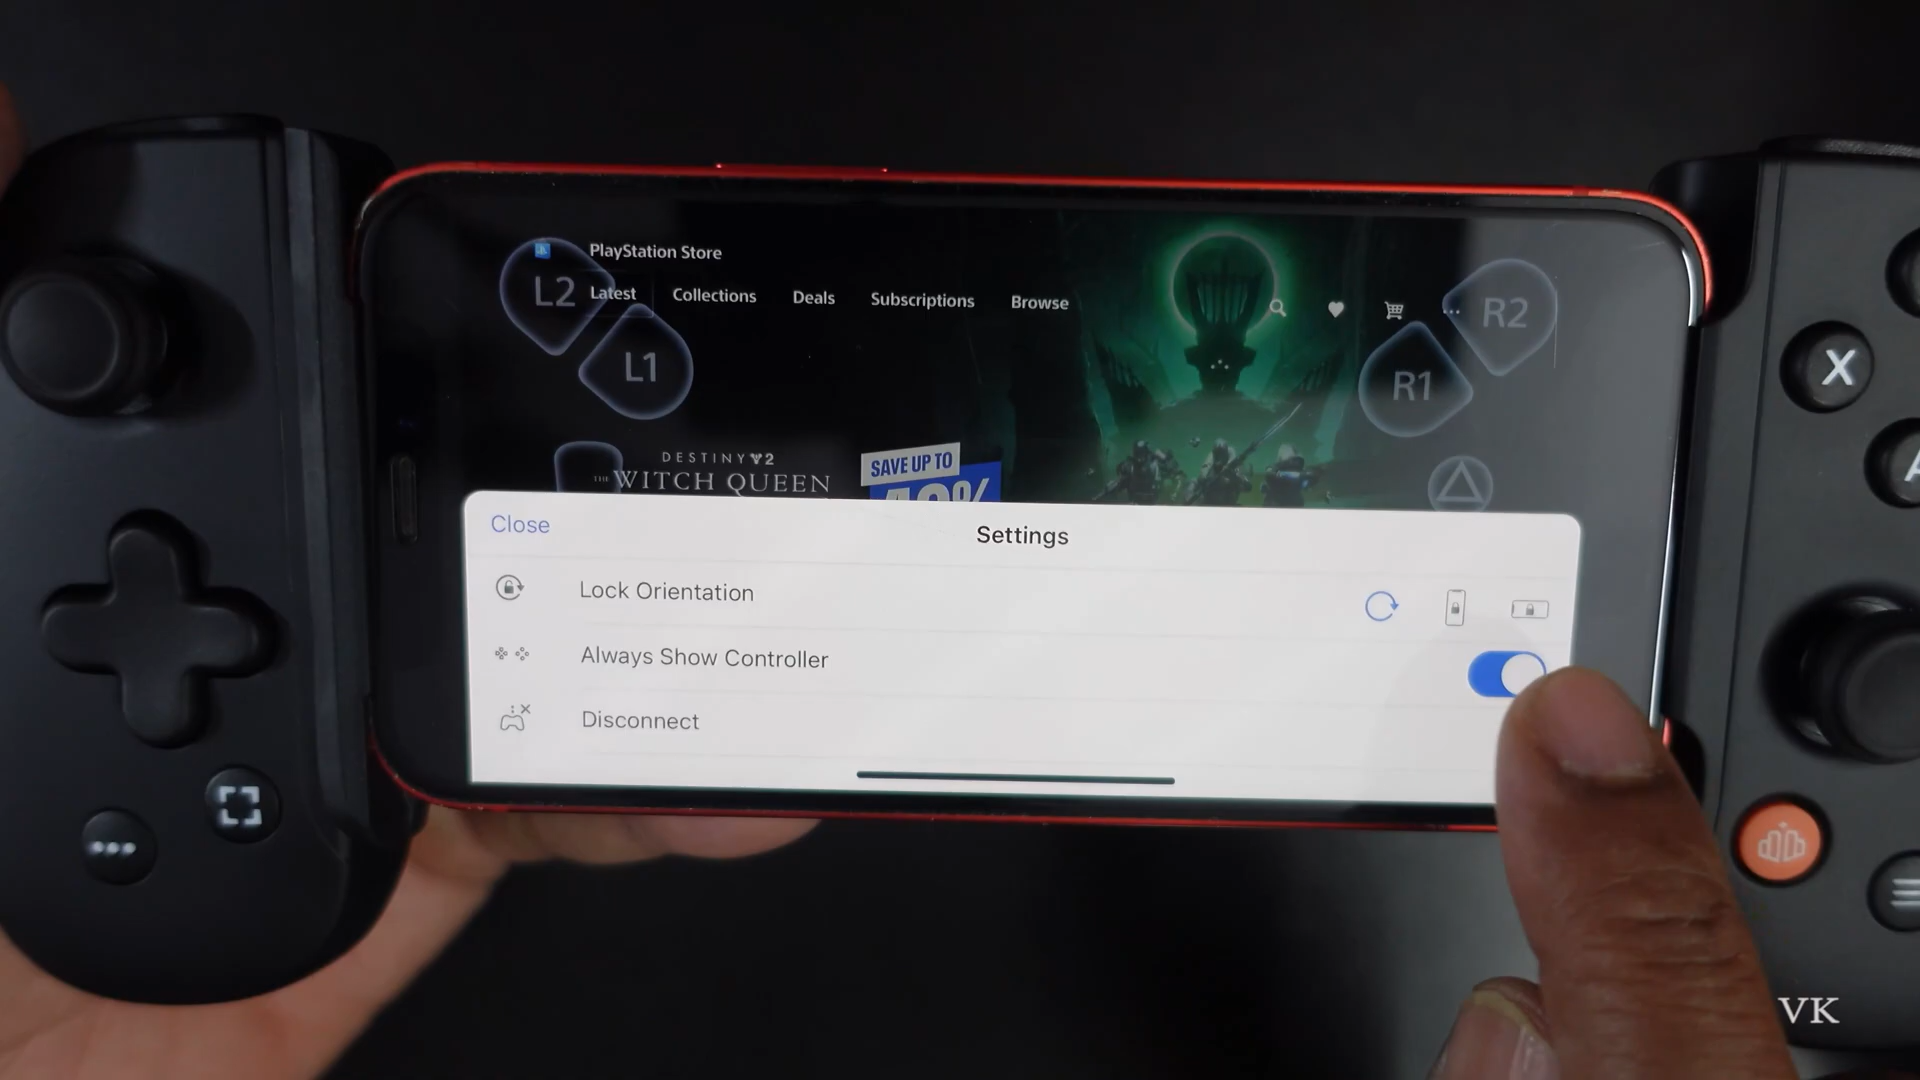 PlayStation Store
L2
Latest
Collections
Deals
Subscriptions
Browse
R2
L1
R1
X
DESTINY 2
THE WITCH QUEEN
SAVE UP TO
Close
Settings
Lock Orientation
Always Show Controller
Disconnect
VK